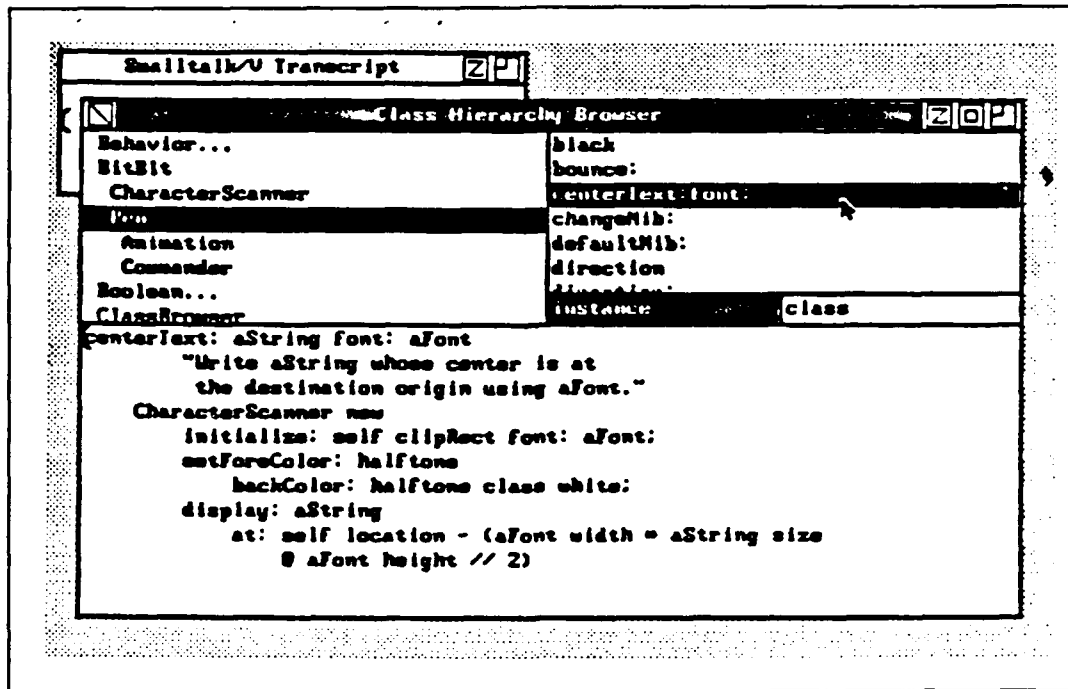 Smalltalk/V Transcript
Class Hierarchy Browser
Behavior...
BitBlt
CharacterScanner
Pen
Animation
Commander
Boolean...
ClassBrowser
black
bounce:
centerText:font:
changeNib:
defaultNib:
direction
direction:
instance
class
centerText: aString font: aFont
"Write aString whose center is at
the destination origin using aFont."
CharacterScanner new
initialize: self clipRect font: aFont;
setForeColor: halftone
backColor: halftone class white;
display: aString
at: self location - (aFont width * aString size
@ aFont height // 2)